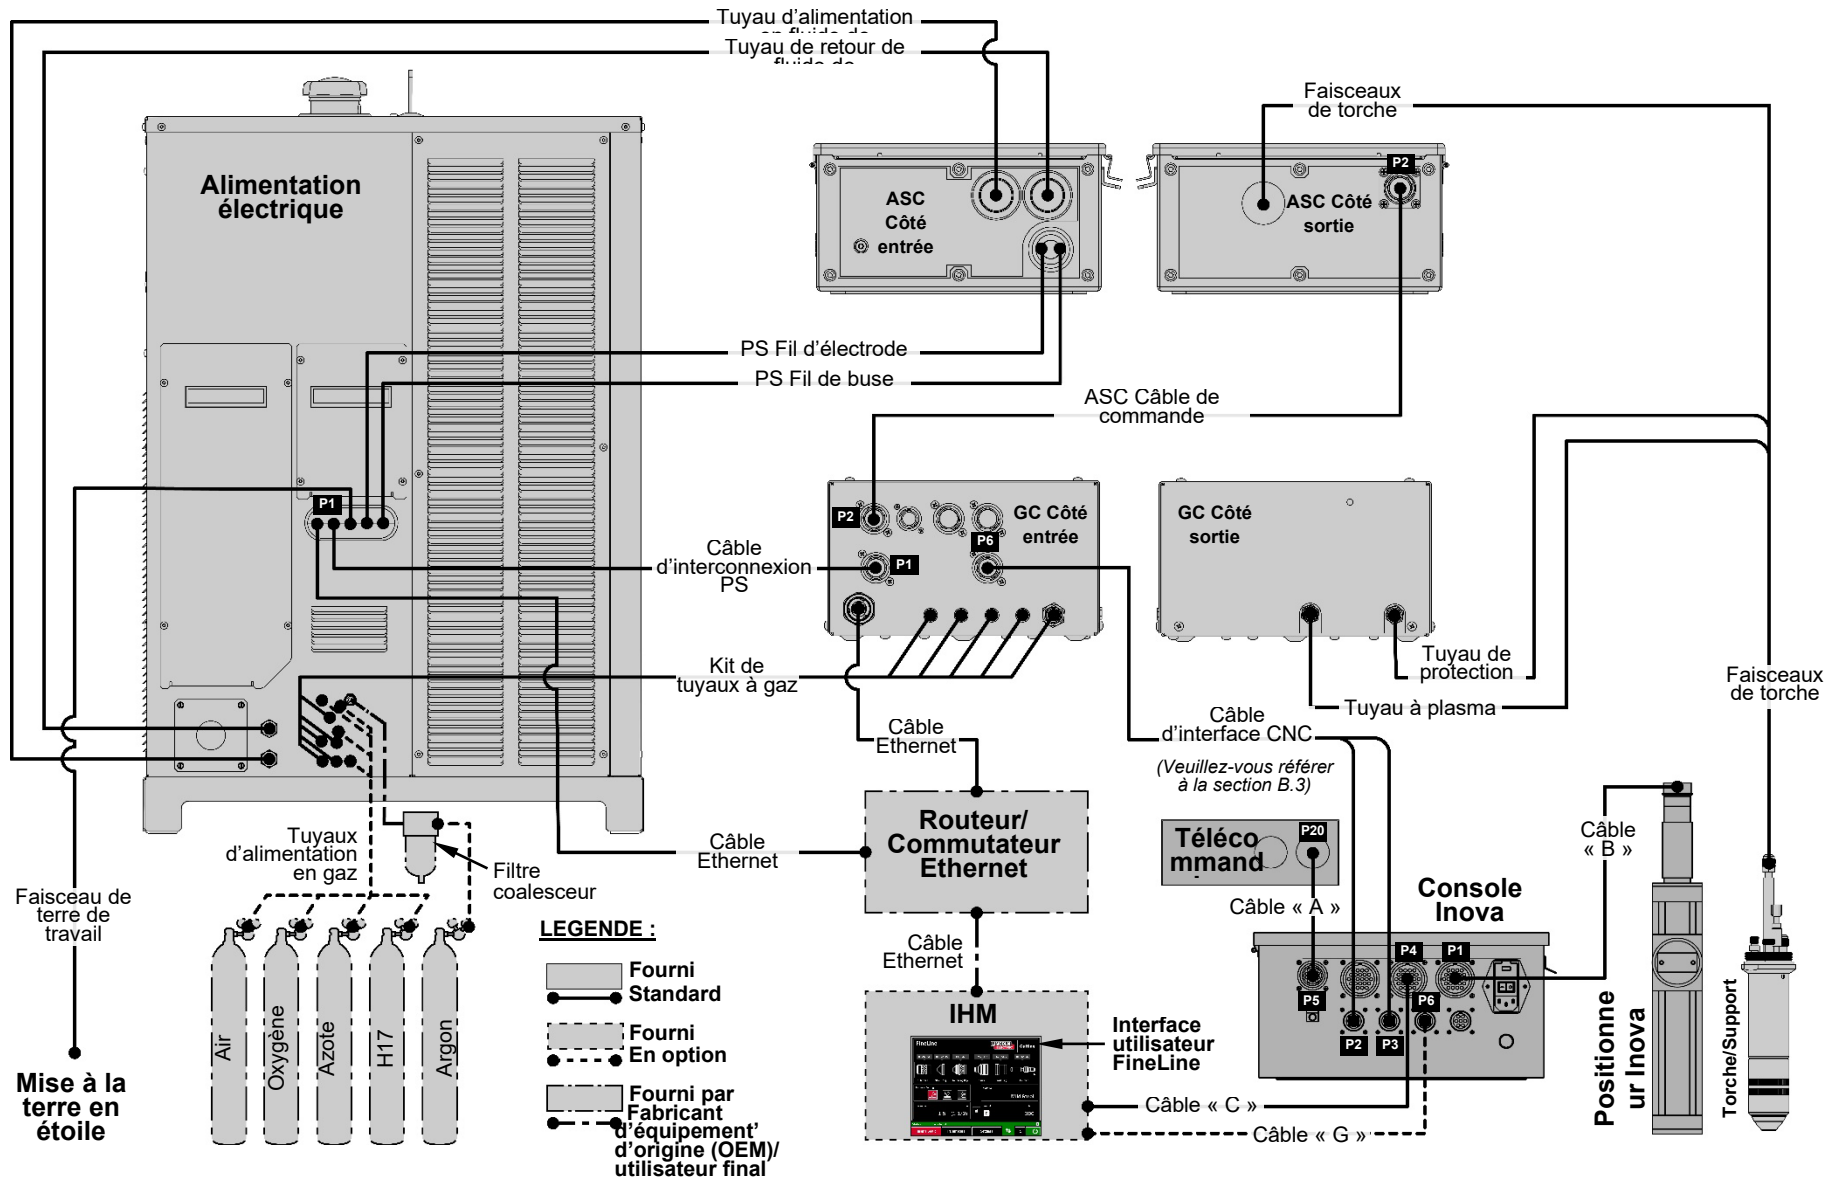 Tuyau d'alimentation
Tuyau de retour de
Alimentation
électrique
ASC
Côté
entrée
Faisceaux
de torche
P2
ASC Côté
sortie
PS Fil d'électrode
PS Fil de buse
ASC Câble de
commande
P1
P2
GC Côté
entrée
P6
P1
GC Côté
sortie
Câble
d'interconnexion
PS
Kit de
tuyaux à gaz
Tuyau de
protection
Tuyau à plasma
Faisceaux
de torche
Câble
Ethernet
Câble
d'interface CNC
(Veuillez-vous référer
à la section B.3)
Routeur/
Commutateur
Ethernet
Câble
Ethernet
Câble
Ethernet
Tuyaux
d'alimentation
en gaz
Filtre
coalesceur
Faisceau de
terre de
travail
Mise à la
terre en
étoile
Air
Oxygène
Azote
H17
Argon
LEGENDE :
Fourni
Standard
Fourni
En option
Fourni par
Fabricant
d'équipement'
d'origine (OEM)/
utilisateur final
IHM
FineLine
Interface
utilisateur
FineLine
Téléco
mmand
P20
Câble « A »
Console
Inova
P4
P1
P5
P6
P2
P3
Câble
« B »
Câble « C »
Câble « G »
Positionne
ur Inova
Torche/Support